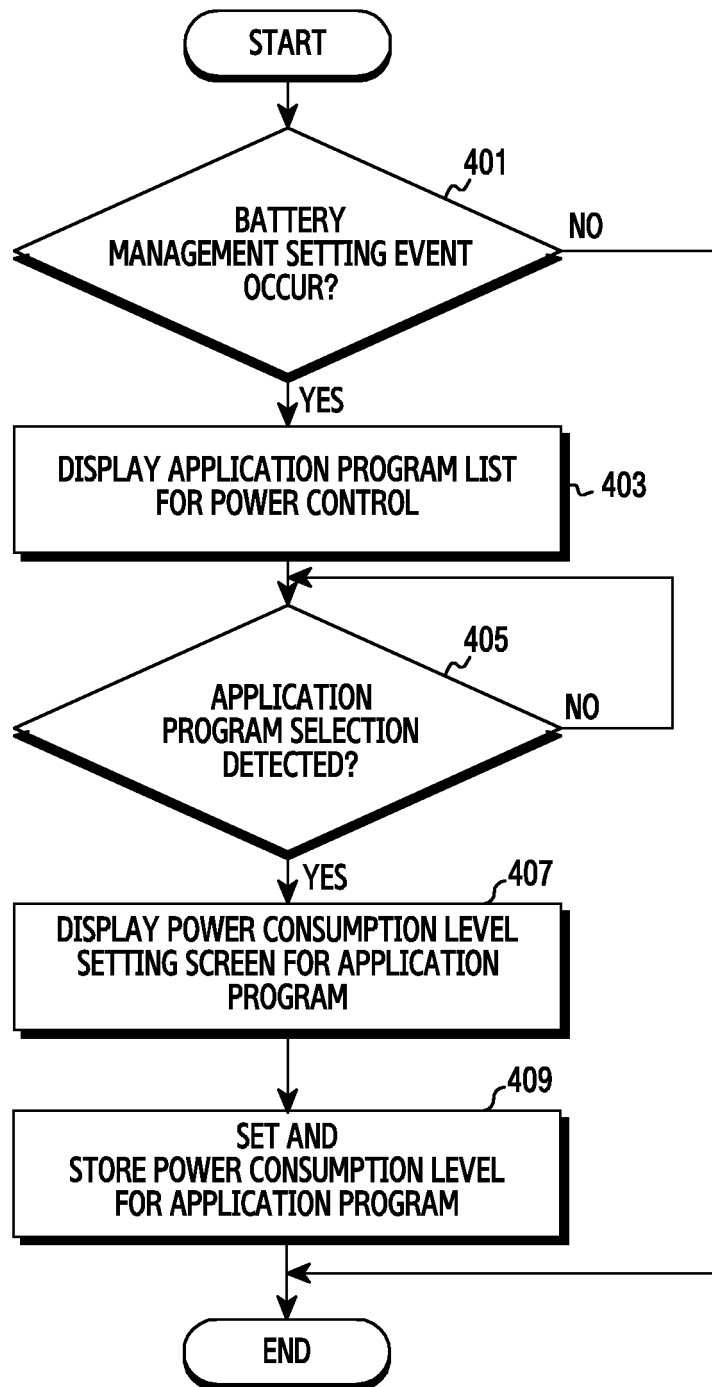 START
401
BATTERY
MANAGEMENT SETTING EVENT
OCCUR?
NO
YES
DISPLAY APPLICATION PROGRAM LIST
FOR POWER CONTROL
403
405
APPLICATION
PROGRAM SELECTION
DETECTED?
NO
YES
407
DISPLAY POWER CONSUMPTION LEVEL
SETTING SCREEN FOR APPLICATION
PROGRAM
409
SET AND
STORE POWER CONSUMPTION LEVEL
FOR APPLICATION PROGRAM
END